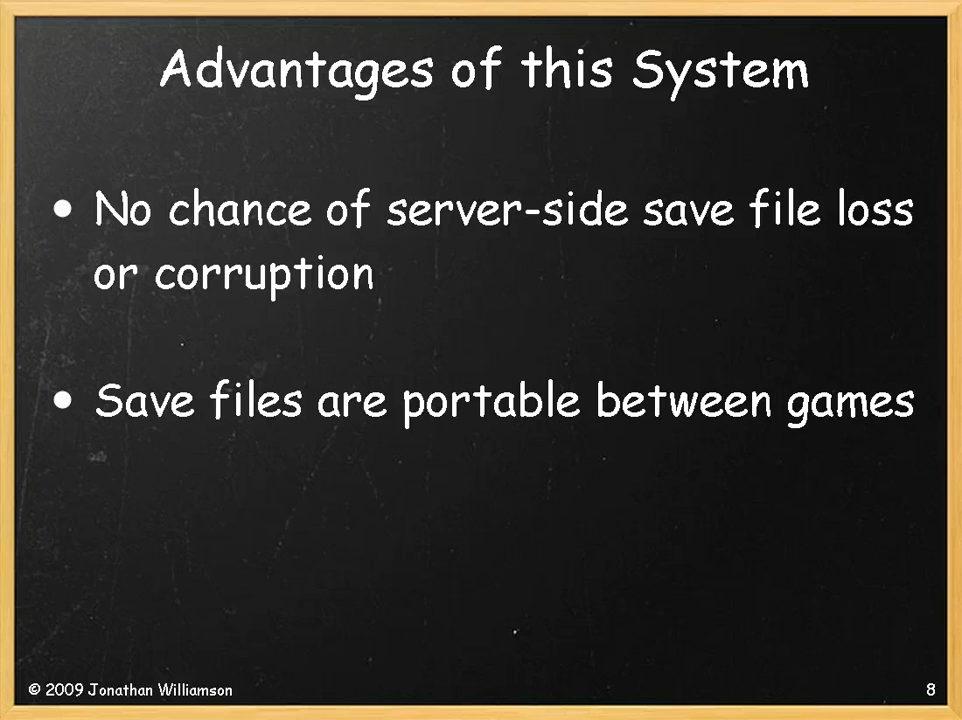 Advantages of this System
• No chance of server-side save file loss
or corruption
• Save files are portable between games
© 2009 Jonathan Williamson
8